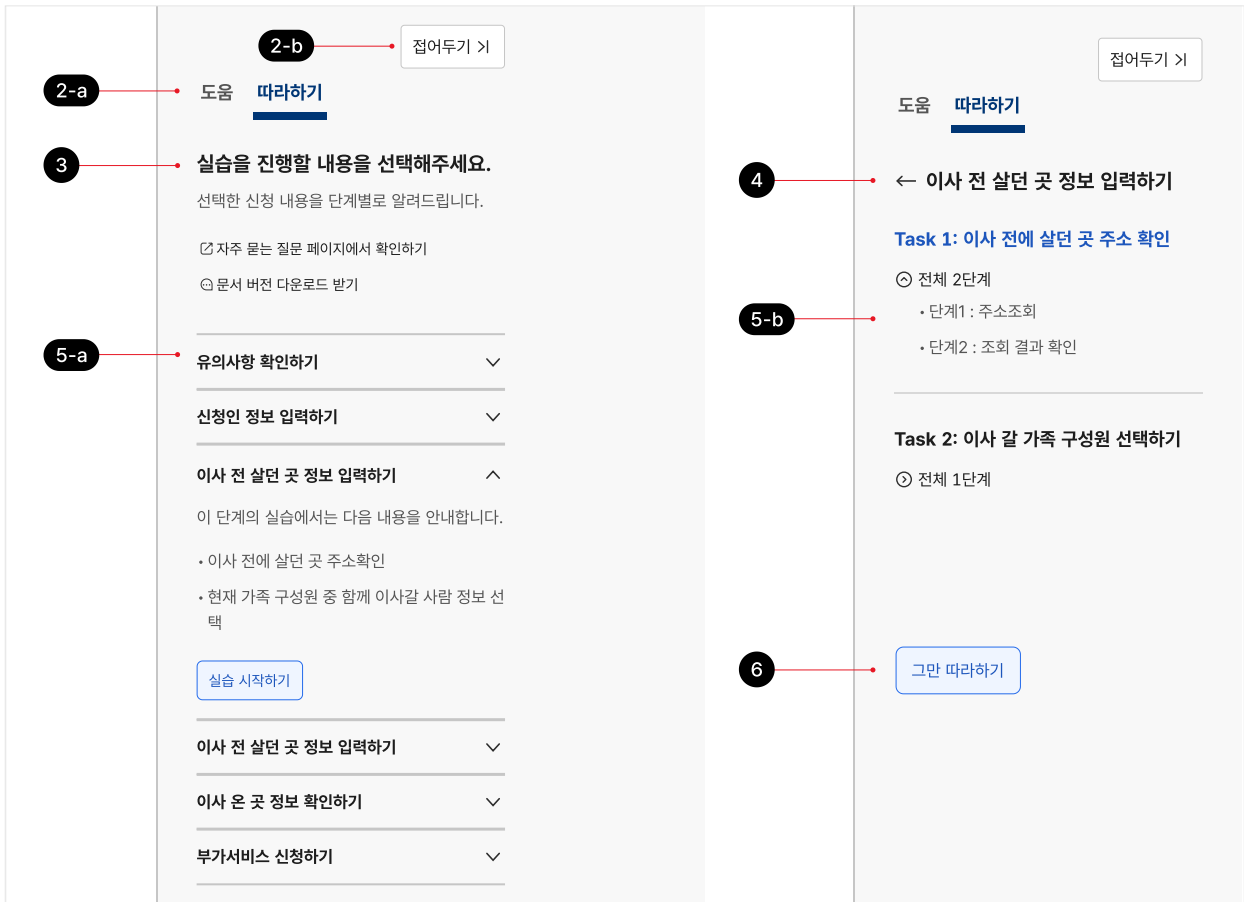 2-b
접어두기
2-a
도움 따라하기
3
실습을 진행할 내용을 선택해주세요.
선택한 신청 내용을 단계별로 알려드립니다.
자주 묻는 질문 페이지에서 확인하기
문서 버전 다운로드 받기
5-a
유의사항 확인하기
신청인 정보 입력하기
이사 전 살던 곳 정보 입력하기
이 단계의 실습에서는 다음 내용을 안내합니다.
• 이사 전에 살던 곳 주소확인
• 현재 가족 구성원 중 함께 이사갈 사람 정보 선
택
실습 시작하기
이사 전 살던 곳 정보 입력하기
이사 온 곳 정보 확인하기
부가서비스 신청하기
접어두기
도움 따라하기
4
이사 전 살던 곳 정보 입력하기
Task 1: 이사 전에 살던 곳 주소 확인
전체 2단계
5-b
• 단계1 : 주소조회
• 단계2 : 조회 결과 확인
Task 2: 이사 갈 가족 구성원 선택하기
전체 1단계
6
그만 따라하기